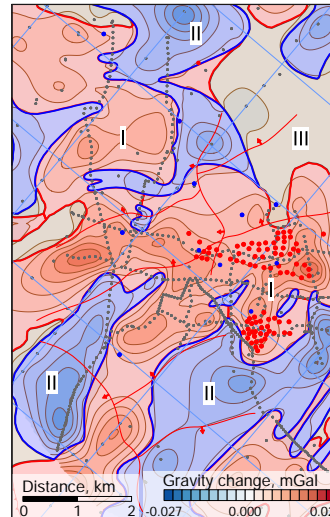 II
I
III
I
II
II
Distance, km
0 1 2
Gravity change, mGal
-0.027 0.000